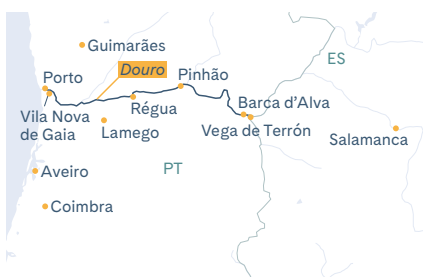 Guimarães
ES
Douro
Porto
Pinhão
Vila Nova
de Gaia
Régua
Barca d’Alva
Lamego
Vega de Terrón
Salamanca
Aveiro
PT
Coimbra